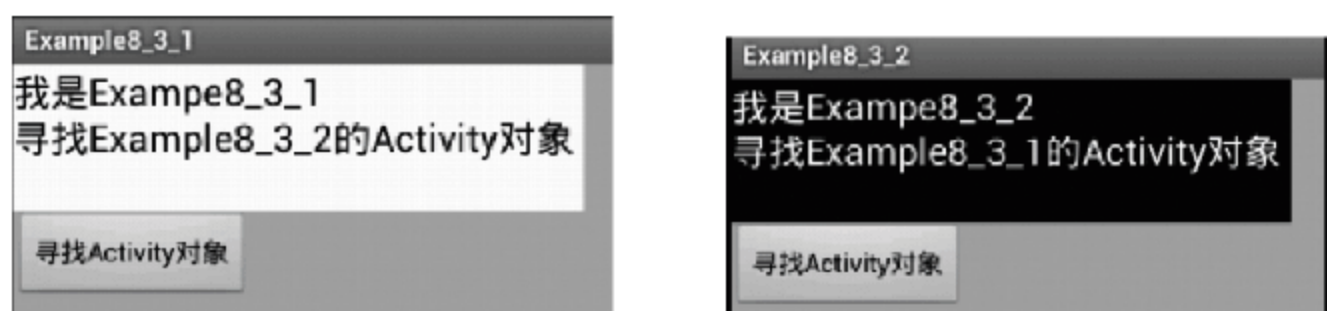 Example8_3_1
我是Exampe8_3_1
寻找Example8_3_2的Activity对象
寻找Activity对象
Example8_3_2
我是Exampe8_3_2
寻找Example8_3_1的Activity对象
寻找Activity对象